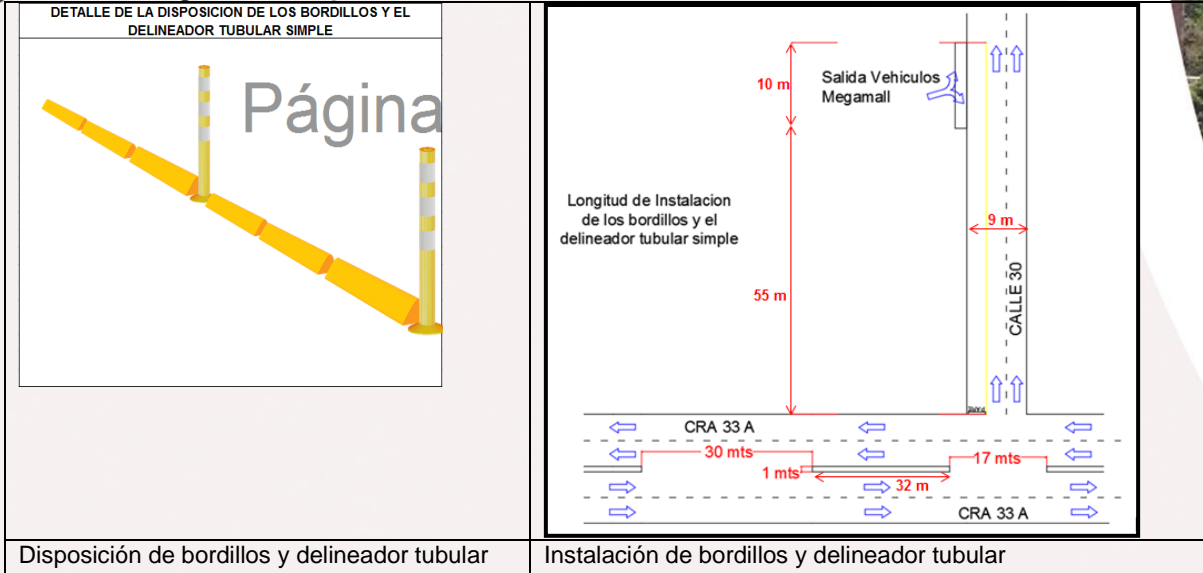 DETALLE DE LA DISPOSICION DE LOS BORDILLOS Y EL
DELINEADOR TUBULAR SIMPLE
Página
10 m
Salida Vehiculos
Megamall
Longitud de Instalacion
de los bordillos y el
delineador tubular simple
9 m
55 m
CALLE 30
CRA 33 A
30 mts
17 mts
1 mts
32 m
CRA 33 A
Disposición de bordillos y delineador tubular
Instalación de bordillos y delineador tubular